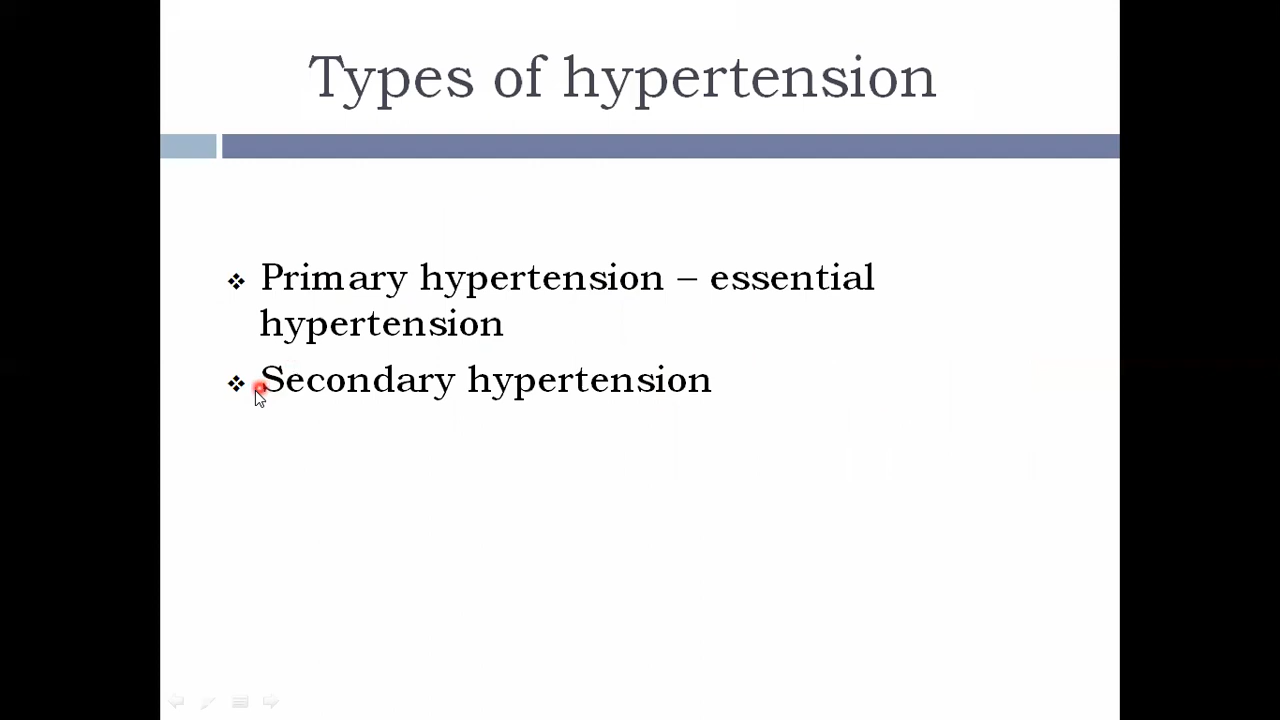 Types of hypertension
❖ Primary hypertension – essential
hypertension
❖ Secondary hypertension